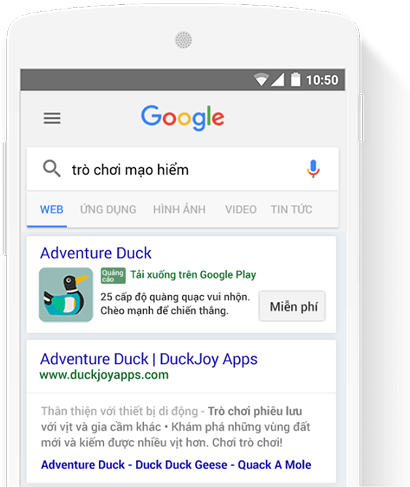 10:50
Google
trò chơi mạo hiểm
WEB ỨNG DỤNG HÌNH ẢNH VIDEO TIN TỨC
Adventure Duck
Quảng cáo Tải xuống trên Google Play
25 cấp độ quàng quạc vui nhộn.
Chèo mạnh để chiến thắng.
Miễn phí
Adventure Duck | DuckJoy Apps
www.duckjoyapps.com
Thân thiện với thiết bị di động - Trò chơi phiêu lưu
với vịt và gia cầm khác • Khám phá những vùng đất
mới và kiếm được nhiều vịt hơn. Chơi trò chơi!
Adventure Duck - Duck Duck Geese - Quack A Mole